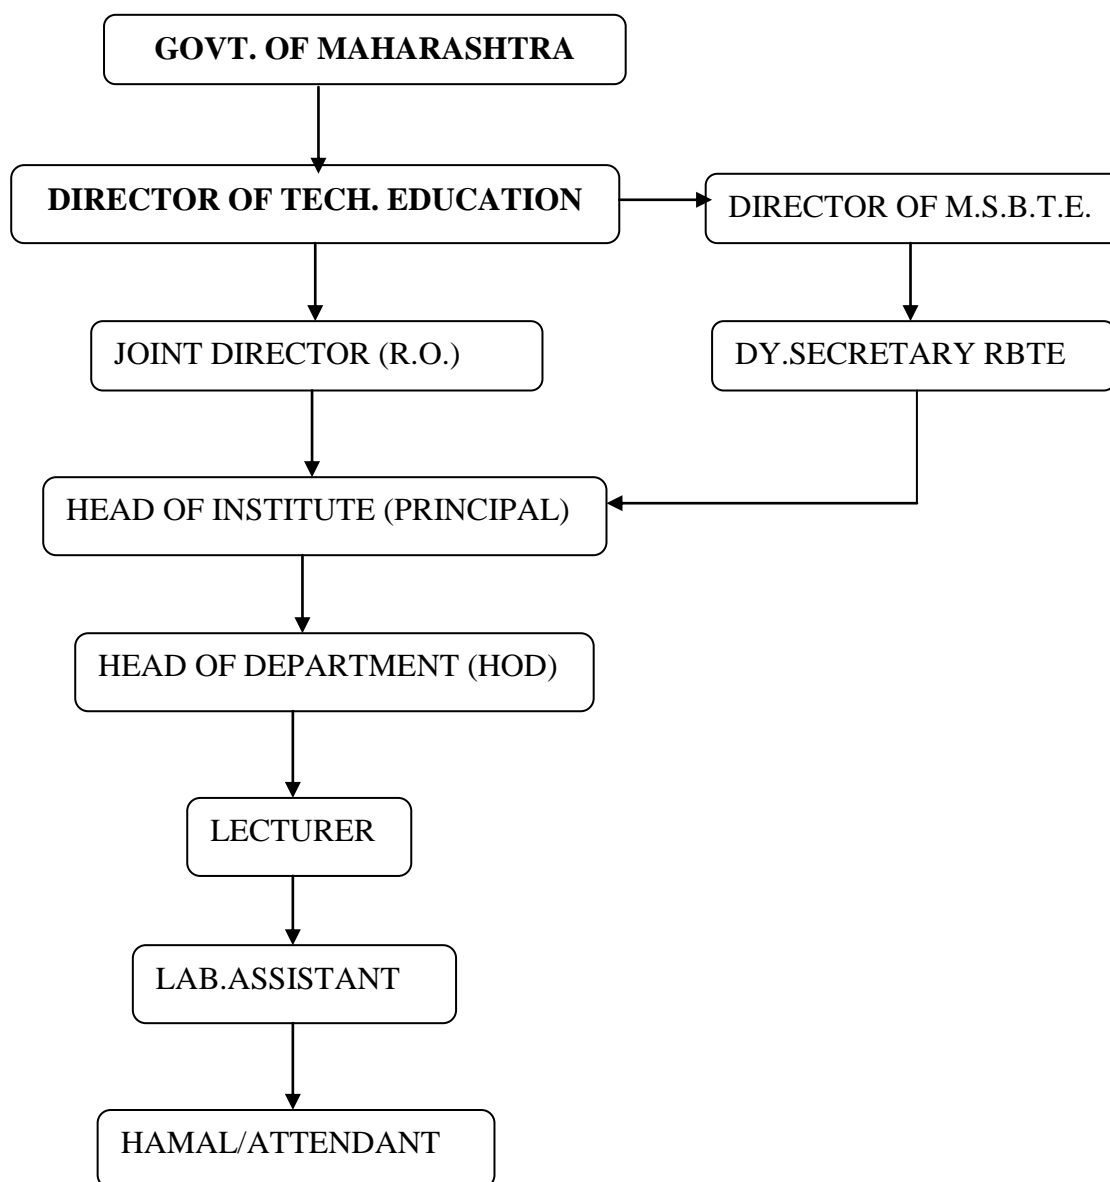 GOVT. OF MAHARASHTRA
DIRECTOR OF TECH. EDUCATION
DIRECTOR OF M.S.B.T.E.
JOINT DIRECTOR (R.O.)
DY.SECRETARY RBTE
HEAD OF INSTITUTE (PRINCIPAL)
HEAD OF DEPARTMENT (HOD)
LECTURER
LAB.ASSISTANT
HAMAL/ATTENDANT